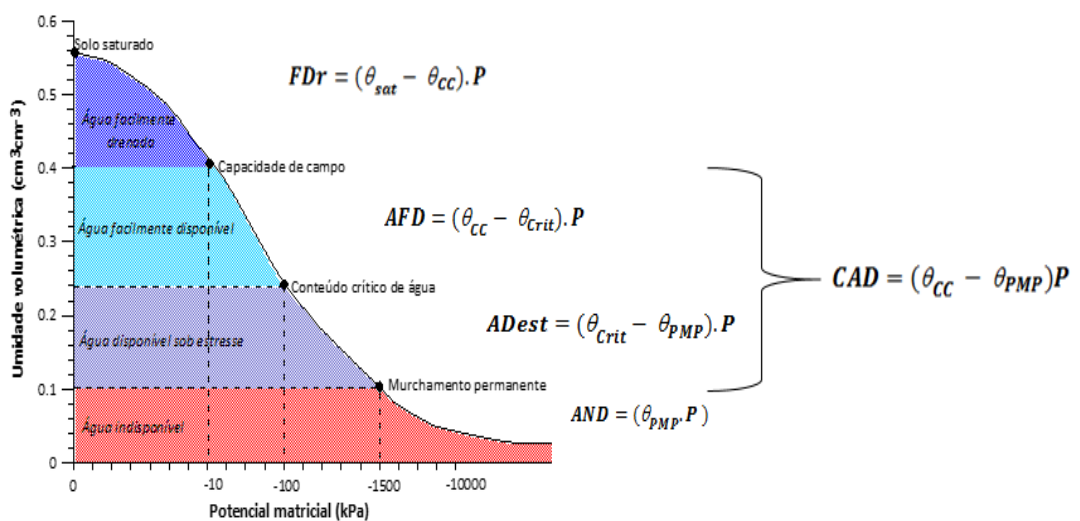 Umidade volumétrica (cm3cm-3)
0.6
0.5
0.4
0.3
0.2
0.1
0
Solo saturado
Água facilmente
drenada
Capacidade de campo
Água facilmente disponível
Conteúdo crítico de água
Água disponível sob estresse
Murchamento permanente
Água indisponível
0
-10
-100
-1500
-10000
Potencial matricial (kPa)
FDr = (θsat − θCC). P
AFD = (θCC − θCrit). P
ADest = (θCrit − θPMP). P
AND = (θPMP. P)
CAD = (θCC − θPMP)P